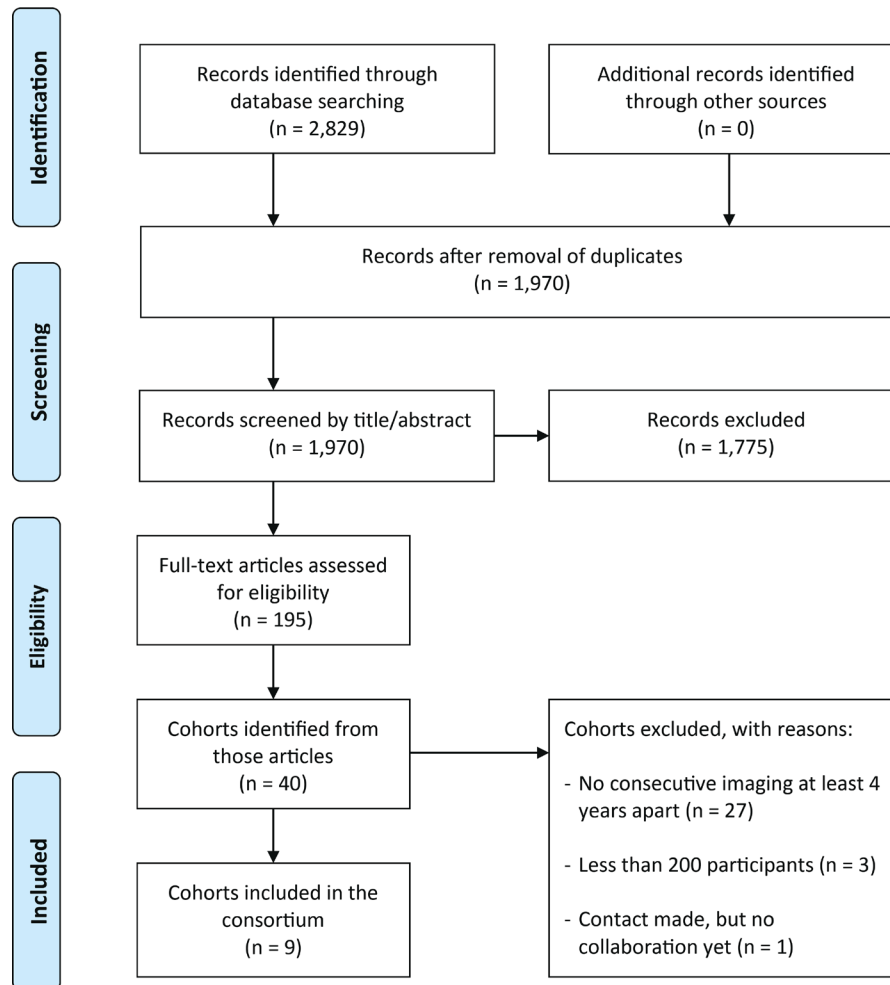 Identification
Records identified through
database searching
(n = 2,829)
Additional records identified
through other sources
(n = 0)
Records after removal of duplicates
(n = 1,970)
Screening
Records screened by title/abstract
(n = 1,970)
Records excluded
(n = 1,775)
Eligibility
Full-text articles assessed
for eligibility
(n = 195)
Cohorts identified from
those articles
(n = 40)
Cohorts excluded, with reasons:
- No consecutive imaging at least 4
years apart (n = 27)
- Less than 200 participants (n = 3)
- Contact made, but no
collaboration yet (n = 1)
Included
Cohorts included in the
consortium
(n = 9)